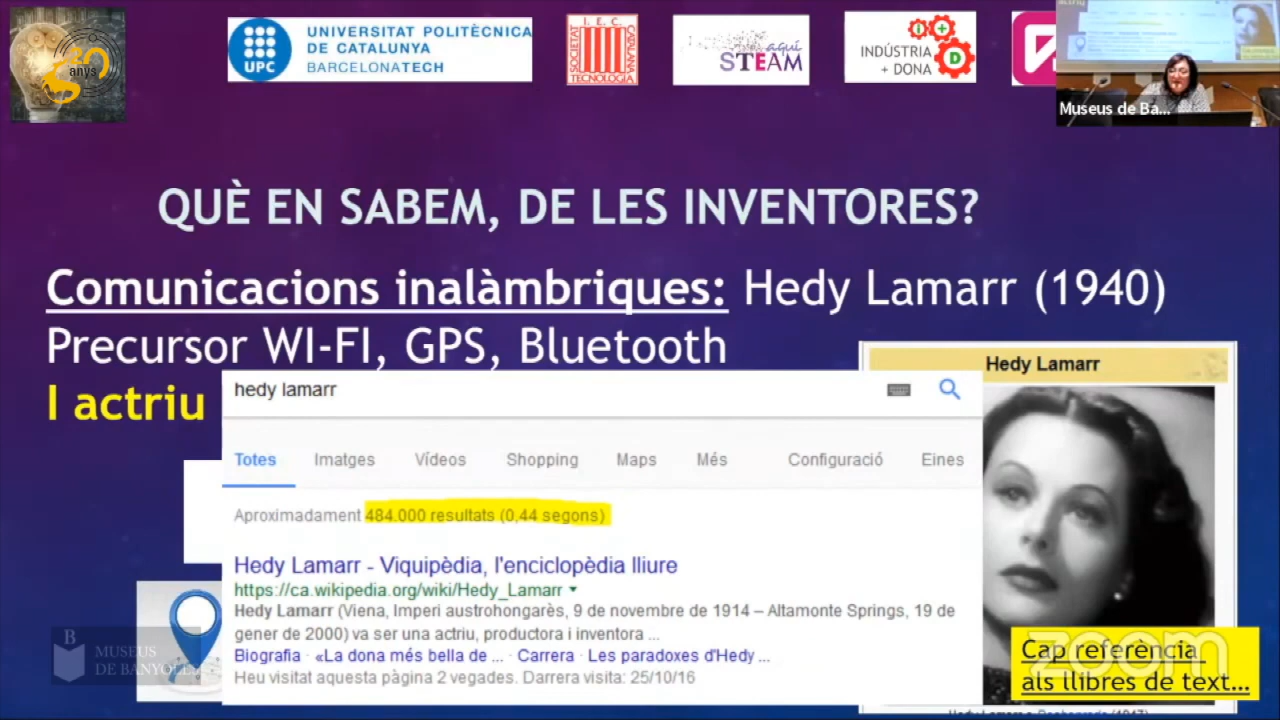 30
anys
UPC
UNIVERSITAT POLITÈCNICA
DE CATALUNYA
BARCELONATECH
I.E.C.
SOCIETAT
CATALANA
TECNOLOGIA
aquí
STEAM
INDÚSTRIA
+ DONA
i
+
D
Museus de Ba...
QUÈ EN SABEM, DE LES INVENTORES?
Comunicacions inalàmbriques: Hedy Lamarr (1940)
Precursor WI-FI, GPS, Bluetooth
I actriu
Hedy Lamarr
hedy lamarr
Totes Imatges Vídeos Shopping Maps Més Configuració Eines
Aproximadament 484.000 resultats (0,44 segons)
Hedy Lamarr - Viquipèdia, l'enciclopèdia lliure
https://ca.wikipedia.org/wiki/Hedy_Lamarr
Hedy Lamarr (Viena, Imperi austrohongarès, 9 de novembre de 1914 – Altamonte Springs, 19 de
gener de 2000) va ser una actriu, productora i inventora ...
Biografia · «La dona més bella de ... · Carrera · Les paradoxes d'Hedy ...
Heu visitat aquesta pàgina 2 vegades. Darrera visita: 25/10/16
zoom
Cap referència
als llibres de text...
B
MUSEUS
DE BANYOLES